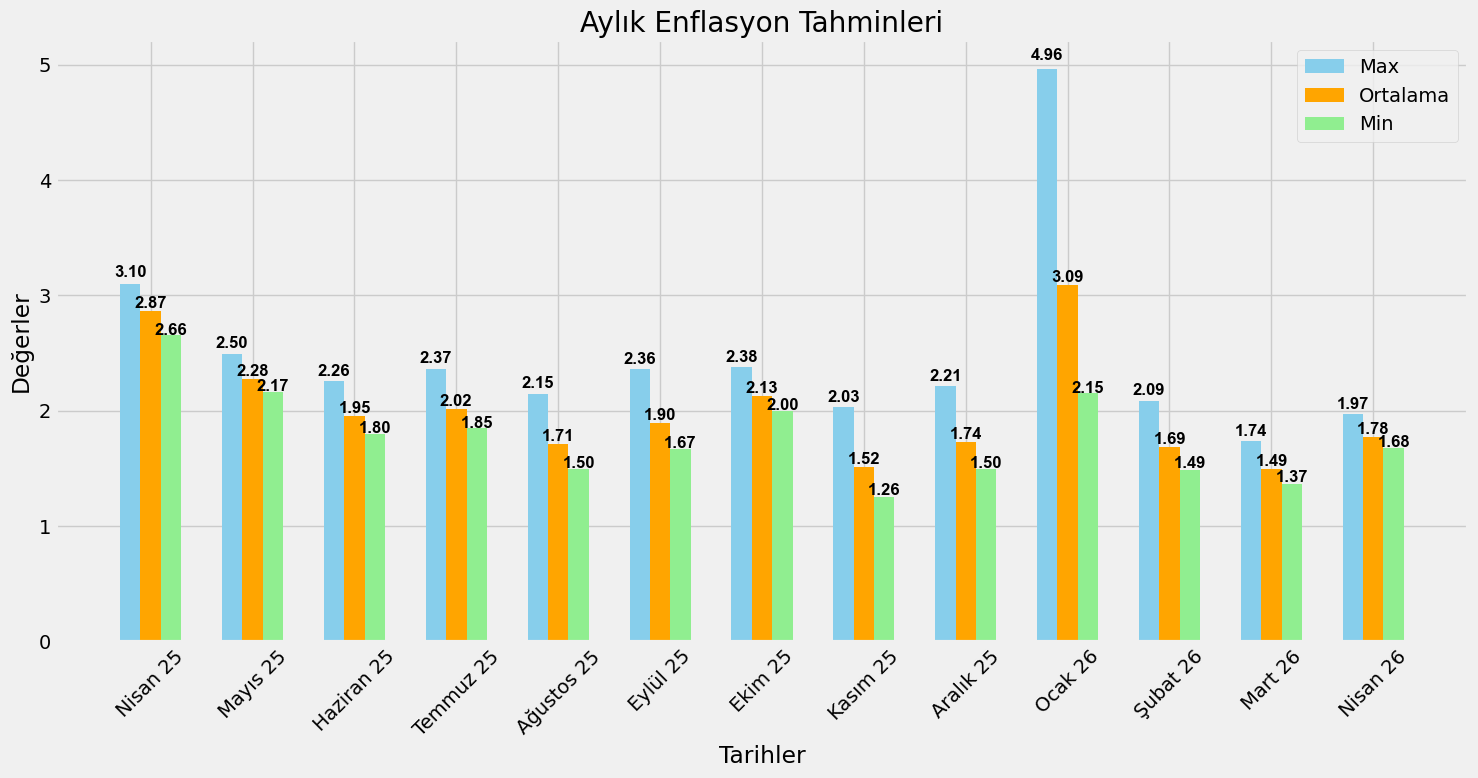 Aylık Enflasyon Tahminleri
Max
Ortalama
Min
Değerler
5
4
3
2
1
0
3.10
2.87
2.66
2.50
2.28
2.17
2.26
1.95
1.80
2.37
2.02
1.85
2.15
1.71
1.50
2.36
1.90
1.67
2.38
2.13
2.00
2.03
1.52
1.26
2.21
1.74
1.50
4.96
3.09
2.15
2.09
1.69
1.49
1.74
1.49
1.37
1.97
1.78
1.68
Nisan 25
Mayıs 25
Haziran 25
Temmuz 25
Ağustos 25
Eylül 25
Ekim 25
Kasım 25
Aralık 25
Ocak 26
Şubat 26
Mart 26
Nisan 26
Tarihler